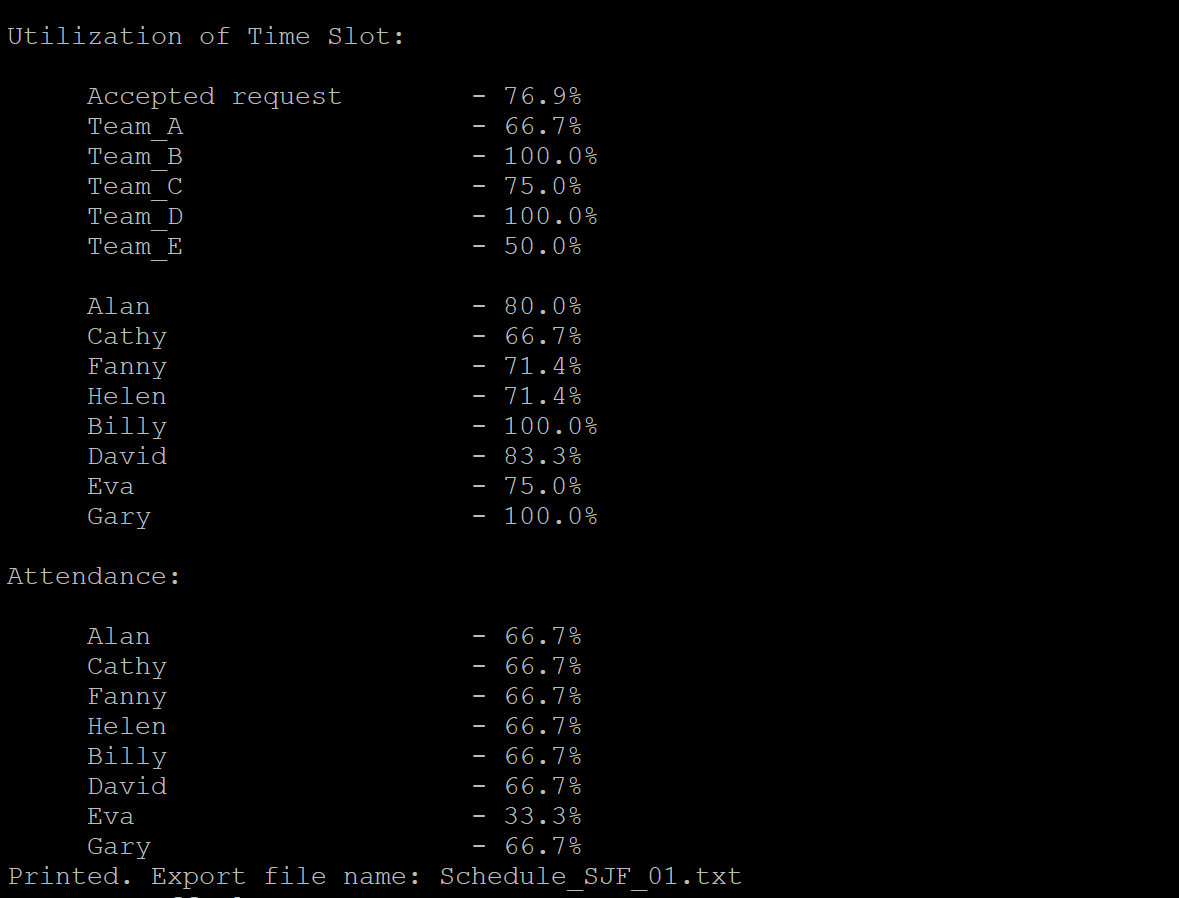 Utilization of Time Slot:
Accepted request - 76.9%
Team_A - 66.7%
Team_B - 100.0%
Team_C - 75.0%
Team_D - 100.0%
Team_E - 50.0%
Alan - 80.0%
Cathy - 66.7%
Fanny - 71.4%
Helen - 71.4%
Billy - 100.0%
David - 83.3%
Eva - 75.0%
Gary - 100.0%
Attendance:
Alan - 66.7%
Cathy - 66.7%
Fanny - 66.7%
Helen - 66.7%
Billy - 66.7%
David - 66.7%
Eva - 33.3%
Gary - 66.7%
Printed. Export file name: Schedule_SJF_01.txt